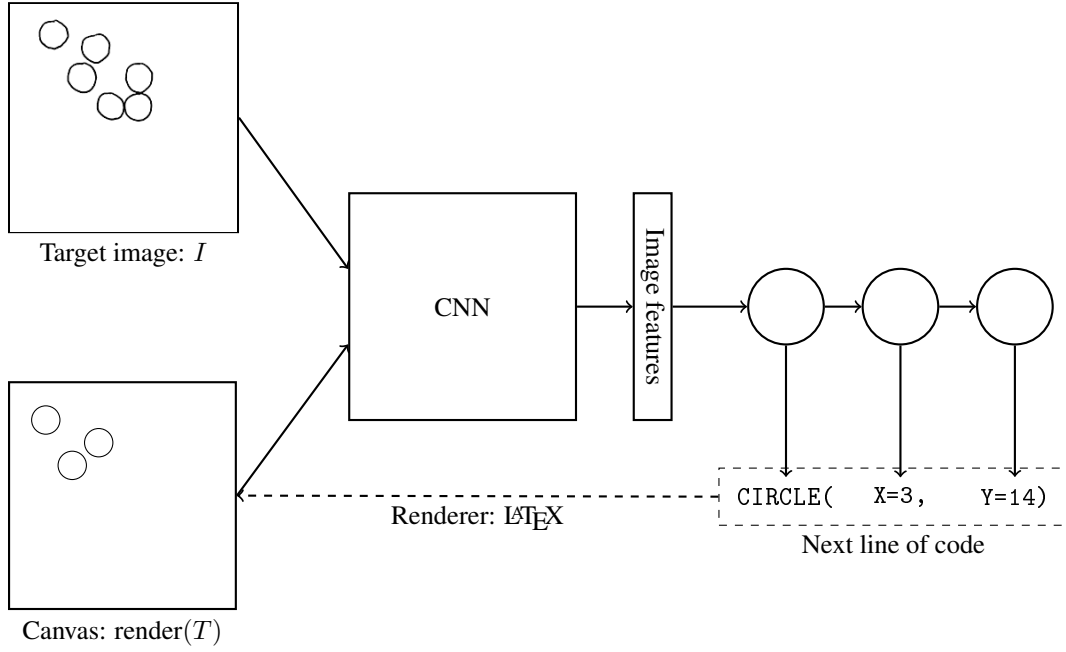 Target image: I
CNN
Image features
CIRCLE( X=3, Y=14)
Renderer: LATEX
Next line of code
Canvas: render(T)